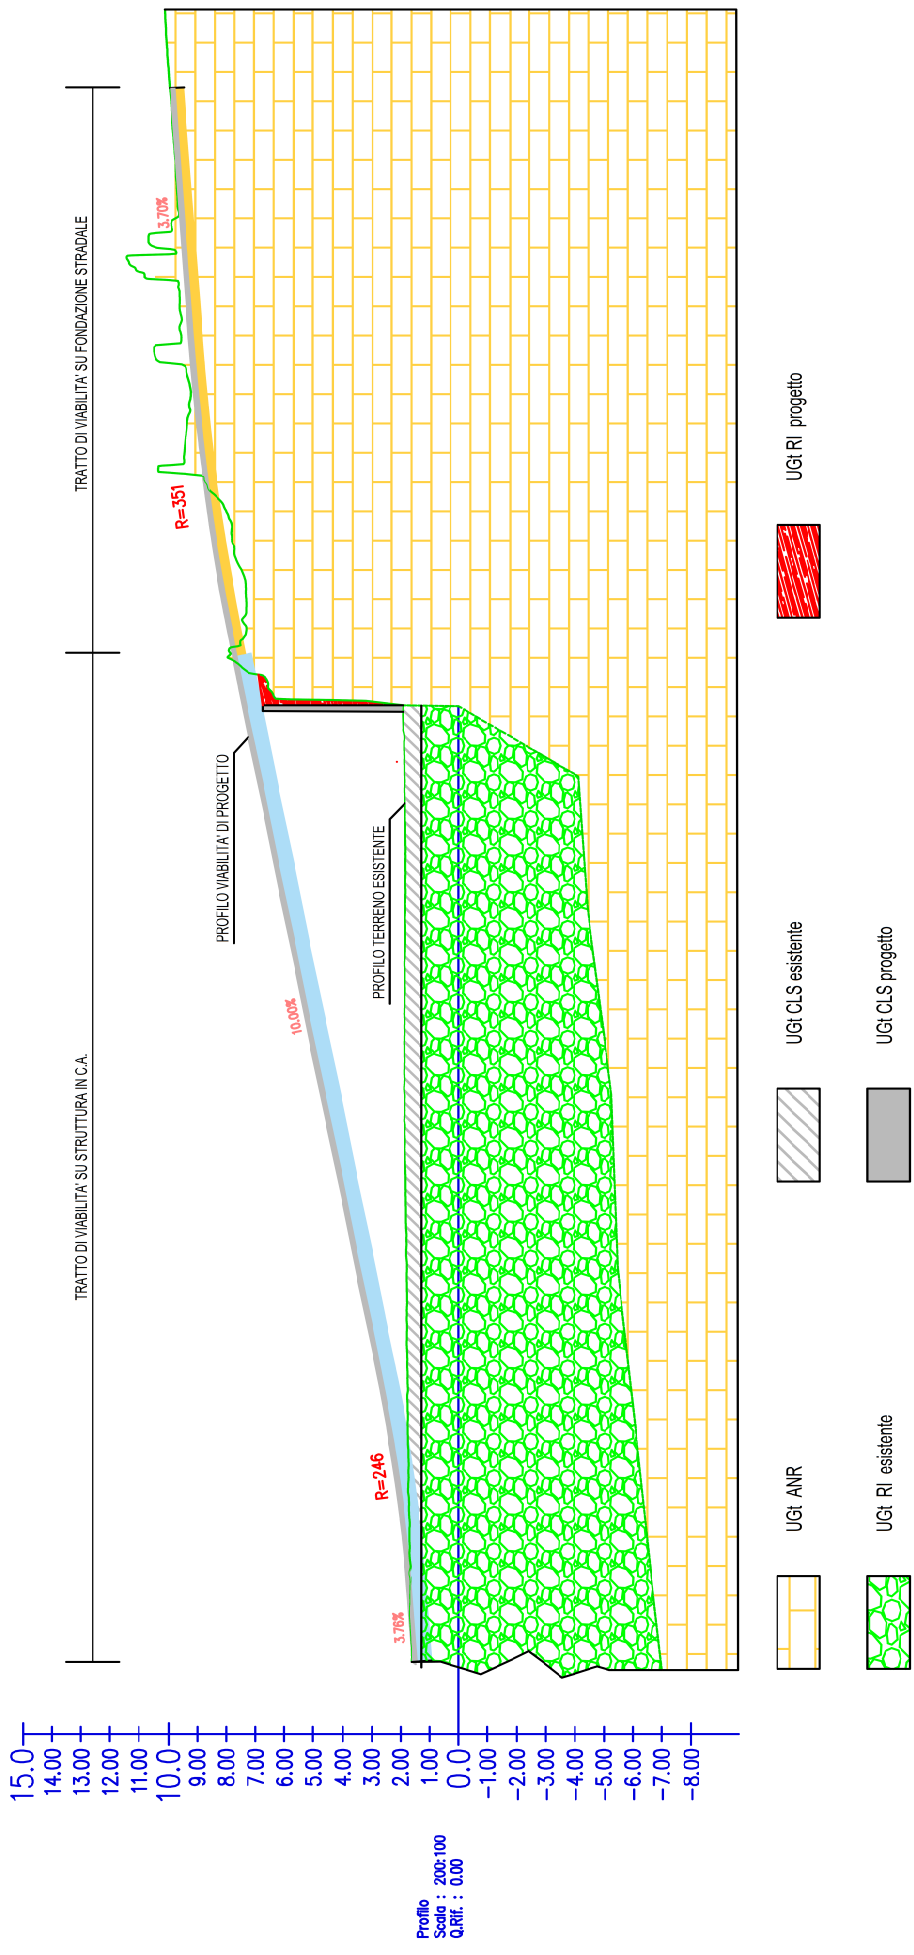 TRATTO DI VIABILITA' SU STRUTTURA IN C.A.
TRATTO DI VIABILITA' SU FONDAZIONE STRADALE
15.0
14.00
13.00
12.00
11.00
10.0
9.00
8.00
7.00
6.00
5.00
4.00
3.00
2.00
1.00
0.0
-1.00
-2.00
-3.00
-4.00
-5.00
-6.00
-7.00
-8.00
3.76%
R=246
10.00%
PROFILO VIABILITA' DI PROGETTO
PROFILO TERRENO ESISTENTE
R=351
3.70%
Profilo
Scala : 200:100
Q.Rif. : 0.00
UGt ANR
UGt CLS esistente
UGt RI progetto
UGt RI esistente
UGt CLS progetto